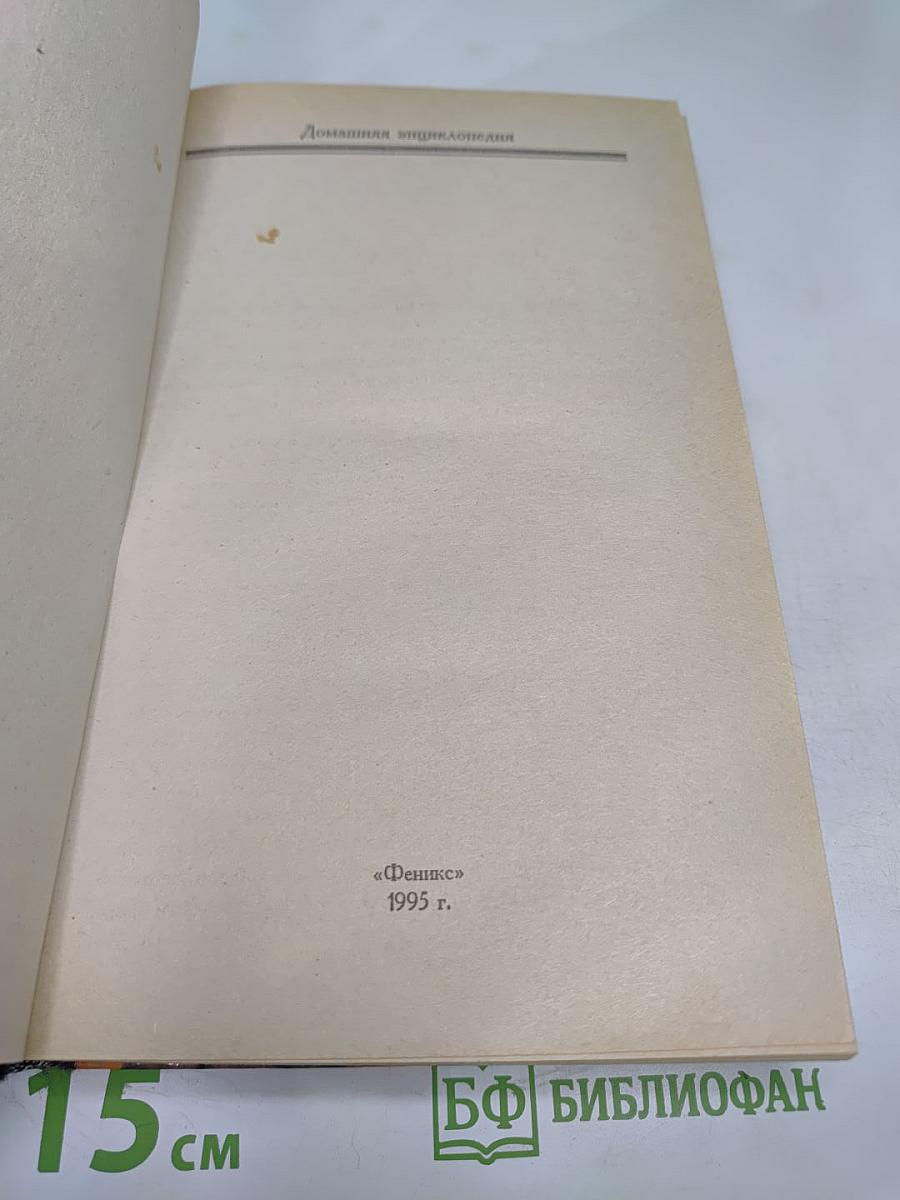 Домашняя энциклопедия
«Феникс»
1995 г.
15 см
БФ БИБЛИОФАН